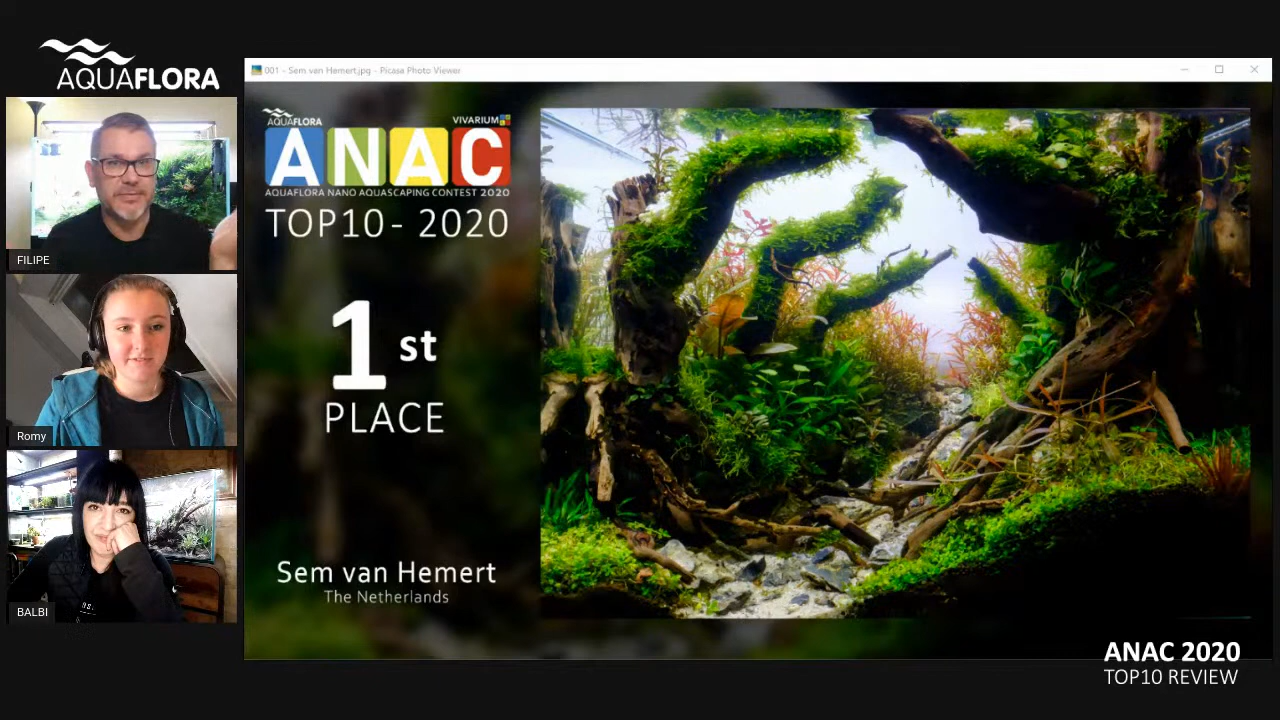 AQUAFLORA
FILIPE
Romy
BALBI
001 - Sem van Hemert.jpg - Picasa Photo Viewer
AQUAFLORA
VIVARIUM
ANAC
AQUAFLORA NANO AQUASCAPING CONTEST 2020
TOP10 - 2020
1st
PLACE
Sem van Hemert
The Netherlands
ANAC 2020
TOP10 REVIEW